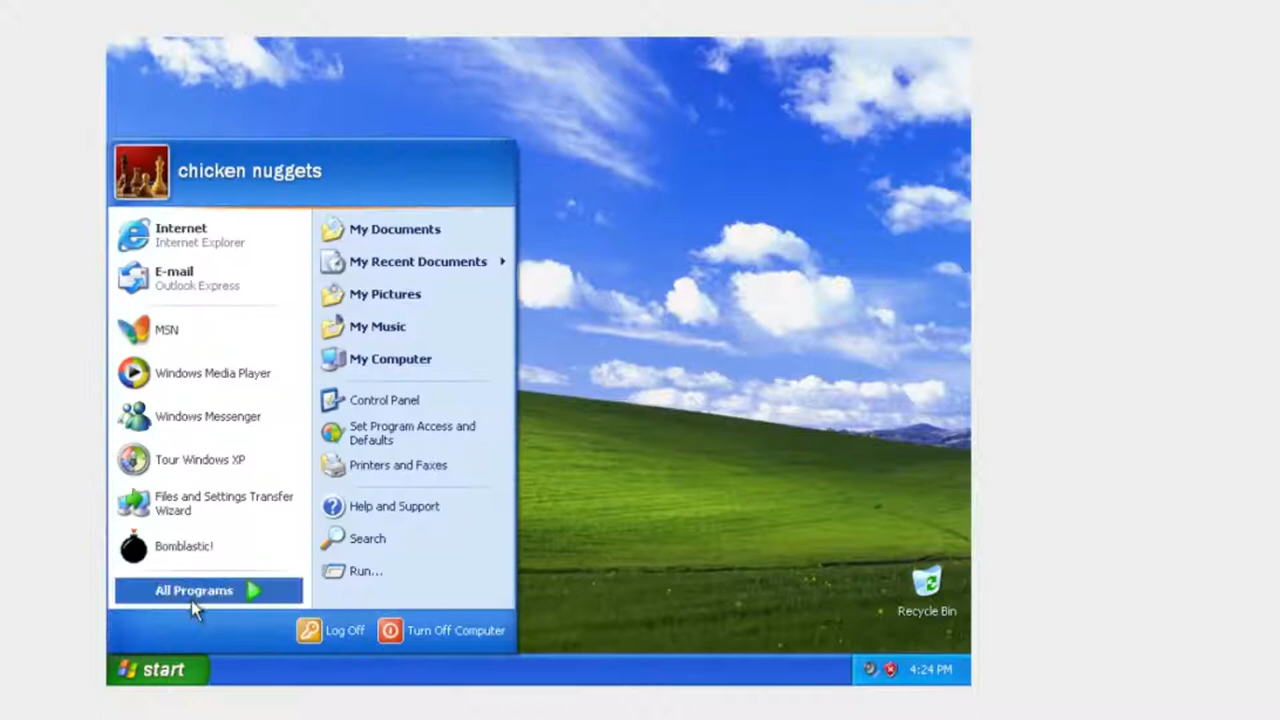 chicken nuggets
Internet
Internet Explorer
E-mail
Outlook Express
MSN
Windows Media Player
Windows Messenger
Tour Windows XP
Files and Settings Transfer
Wizard
Bomblastic!
All Programs
My Documents
My Recent Documents
My Pictures
My Music
My Computer
Control Panel
Set Program Access and
Defaults
Printers and Faxes
Help and Support
Search
Run...
Log Off
Turn Off Computer
Recycle Bin
start
4:24 PM